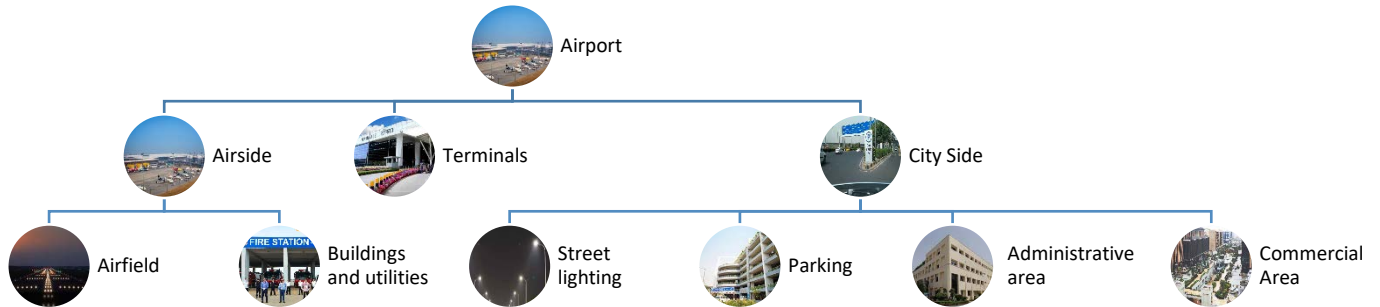 Airport
Airside
Terminals
City Side
Airfield
FIRE STATION
Buildings
and utilities
Street
lighting
Parking
Administrative
area
Commercial
Area